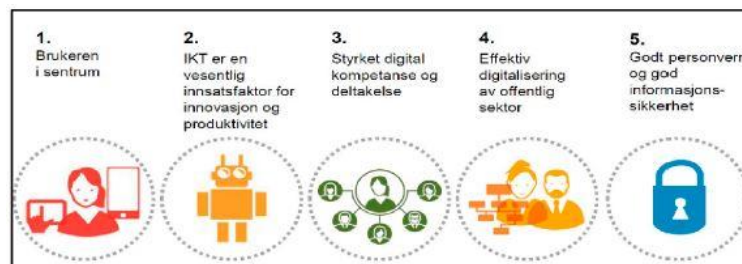 1.
Brukeren
i sentrum
2.
IKT er en
vesentlig
innsatsfaktor for
innovasjon og
produktivitet
3.
Styrket digital
kompetanse og
deltakelse
4.
Effektiv
digitalisering
av offentlig
sektor
5.
Godt personvern
og god
informasjons-
sikkerhet